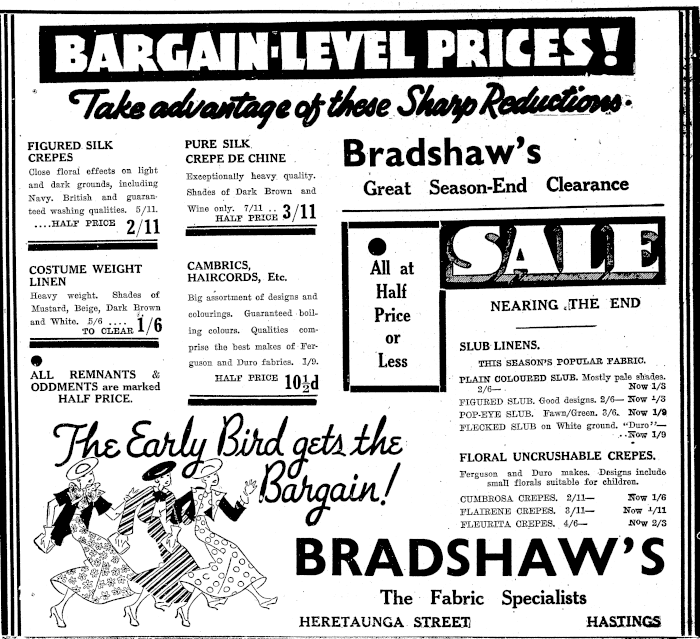 BARGAIN-LEVEL PRICES!
Take advantage of these Sharp Reductions.
FIGURED SILK
CREPES
Close floral effects on light
and dark grounds, including
Navy. British and guaran-
teed washing qualities. 5/11.
....HALF PRICE 2/11
COSTUME WEIGHT
LINEN
Heavy weight. Shades of
Mustard, Beige, Dark Brown
and White. 5/6 ....
TO CLEAR 1/6
ALL REMNANTS &
ODDMENTS are marked
HALF PRICE.
PURE SILK
CREPE DE CHINE
Exceptionally heavy quality.
Shades of Dark Brown and
Wine only. 7/11 ..
HALF PRICE 3/11
CAMBRICS,
HAIRCORDS, Etc.
Big assortment of designs and
colourings. Guaranteed boil-
ing colours. Qualities com-
prise the best makes of Fer-
guson and Duro fabrics. 1/9.
HALF PRICE 10½d
Bradshaw's
Great Season-End Clearance
All at
Half
Price
or
Less
SALE
NEARING THE END
SLUB LINENS.
THIS SEASON'S POPULAR FABRIC.
PLAIN COLOURED SLUB. Mostly pale shades.
2/6— Now 1/3
FIGURED SLUB. Good designs. 2/6— Now 1/3
POP-EYE SLUB. Fawn/Green. 3/6. Now 1/9
FLECKED SLUB on White ground. "Duro"—
..Now 1/9
FLORAL UNCRUSHABLE CREPES.
Ferguson and Duro makes. Designs include
small florals suitable for children.
CUMBROSA CREPES. 2/11— Now 1/6
FLAIRENE CREPES. 3/11— Now 1/11
FLEURITA CREPES. 4/6— Now 2/3
The Early Bird gets the
Bargain!
BRADSHAW'S
The Fabric Specialists
HERETAUNGA STREET HASTINGS